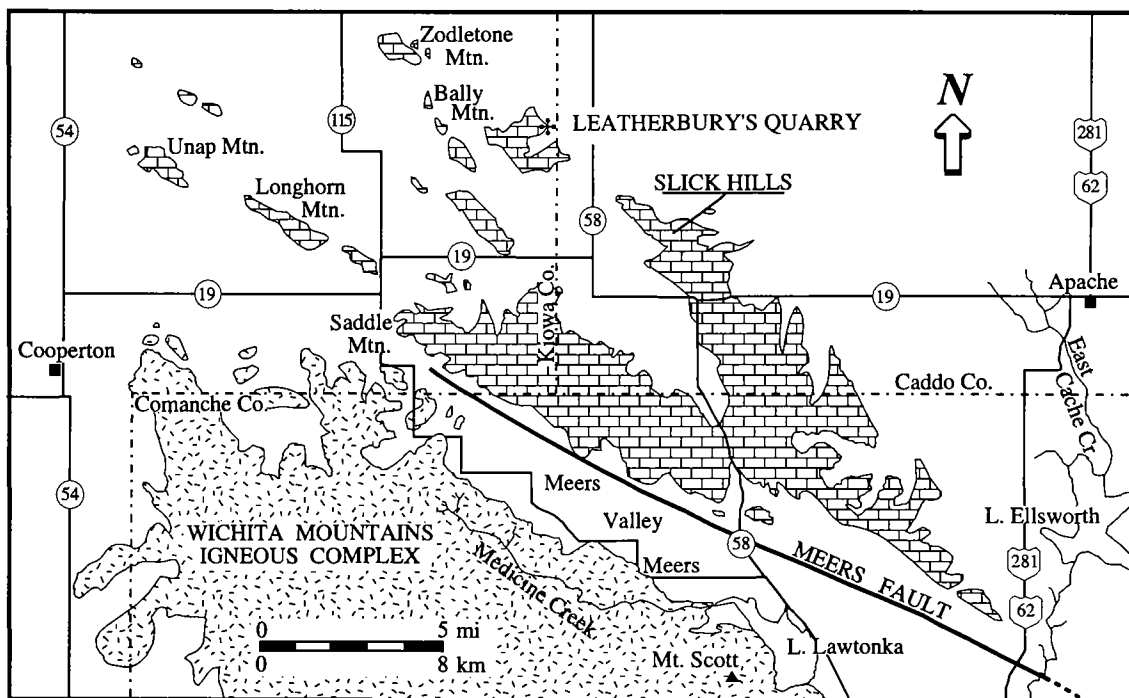 Zodletone
Mtn.
54
115
Bally
Mtn.
LEATHERBURY'S QUARRY
N
281
62
Unap Mtn.
Longhorn
Mtn.
SLICK HILLS
58
19
19
19
Apache
Kiowa Co.
Saddle
Mtn.
Cooperton
East
Cache Cr.
Comanche Co.
Caddo Co.
54
Meers
Valley
WICHITA MOUNTAINS
IGNEOUS COMPLEX
Meers
58
MEERS FAULT
L. Ellsworth
281
62
Medicine Creek
0 5 mi
0 8 km
L. Lawtonka
Mt. Scott